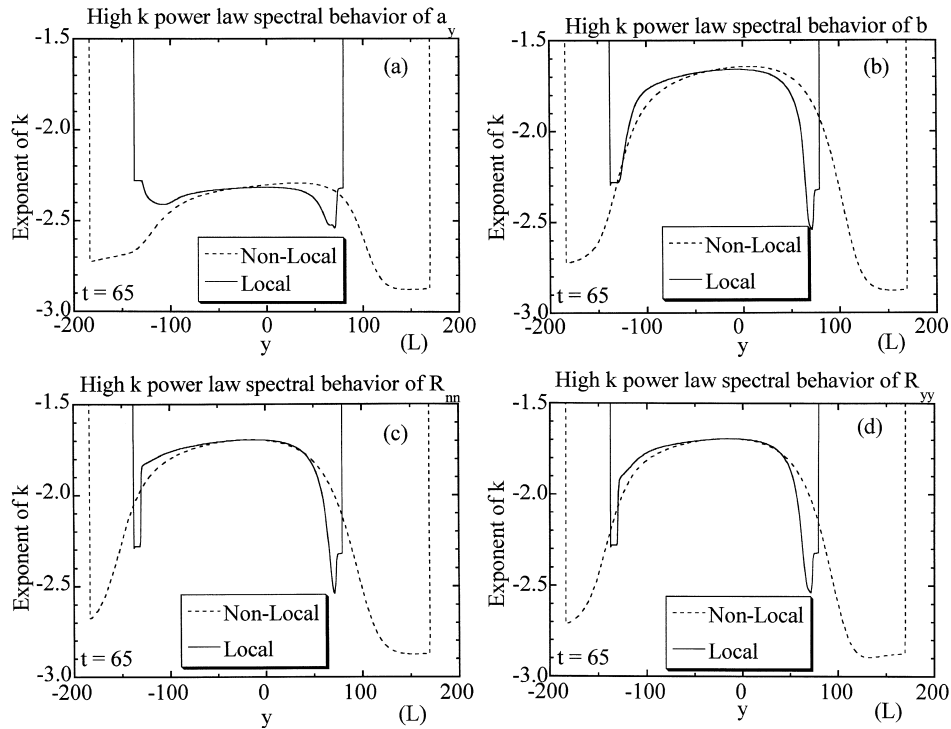 High k power law spectral behavior of a
y
-1.5
(a)
-2.0
Exponent of k
-2.5
Non-Local
Local
t = 65
-3.0
-200 -100 0 100 200
y (L)
High k power law spectral behavior of b
-1.5
(b)
-2.0
Exponent of k
-2.5
Non-Local
Local
t = 65
-3.0
-200 -100 0 100 200
y (L)
High k power law spectral behavior of R
nn
-1.5
(c)
-2.0
Exponent of k
-2.5
Non-Local
Local
t = 65
-3.0
-200 -100 0 100 200
y (L)
High k power law spectral behavior of R
yy
-1.5
(d)
-2.0
Exponent of k
-2.5
Non-Local
Local
t = 65
-3.0
-200 -100 0 100 200
y (L)